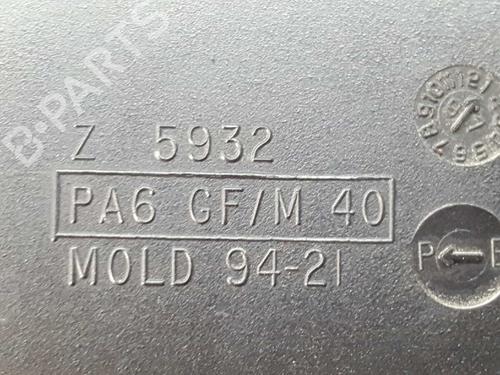 B-PARTS
Z 5932
PA6 GF/M 40
MOLD 94-21
P